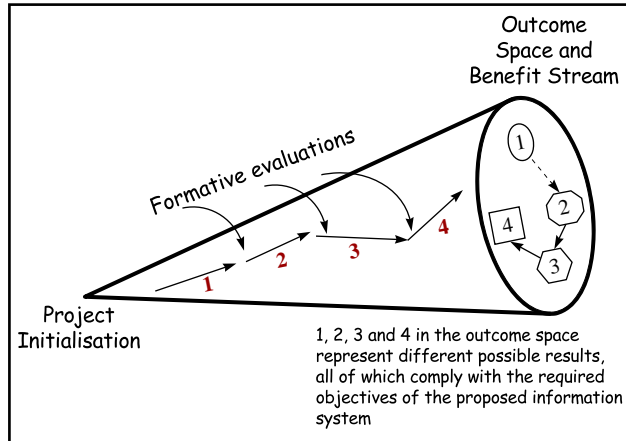 Outcome
Space and
Benefit Stream
Formative evaluations
1
2
3
4
1
2
3
4
Project
Initialisation
1, 2, 3 and 4 in the outcome space
represent different possible results,
all of which comply with the required
objectives of the proposed information
system